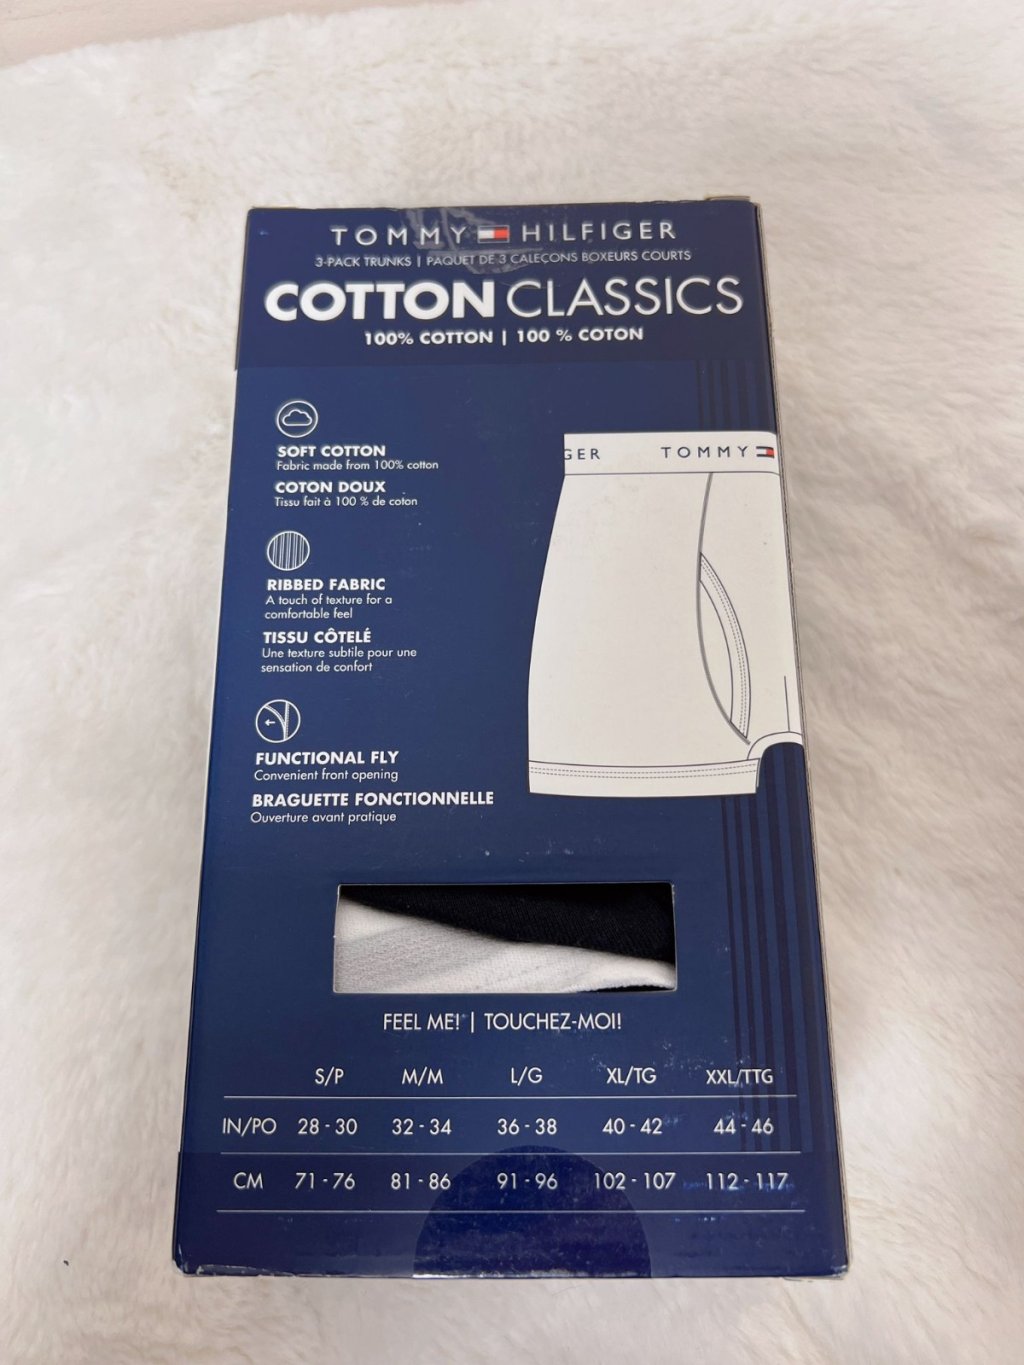 TOMMY HILFIGER
3-PACK TRUNKS | PAQUET DE 3 CALEÇONS BOXEURS COURTS
COTTON CLASSICS
100% COTTON | 100 % COTON
SOFT COTTON
Fabric made from 100% cotton
COTON DOUX
Tissu fait à 100 % de coton
RIBBED FABRIC
A touch of texture for a
comfortable feel
TISSU CÔTELÉ
Une texture subtile pour une
sensation de confort
FUNCTIONAL FLY
Convenient front opening
BRAGUETTE FONCTIONNELLE
Ouverture avant pratique
GER TOMMY
FEEL ME! | TOUCHEZ-MOI!
S/P M/M L/G XL/TG XXL/TTG
IN/PO 28 - 30 32 - 34 36 - 38 40 - 42 44 - 46
CM 71 - 76 81 - 86 91 - 96 102 - 107 112 - 117